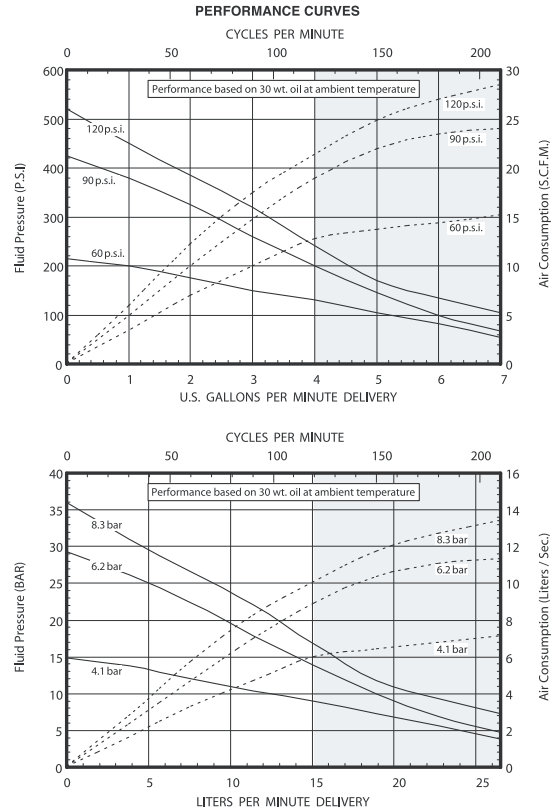 PERFORMANCE CURVES
CYCLES PER MINUTE
0 50 100 150 200
600 30
Performance based on 30 wt. oil at ambient temperature
120 p.s.i.
500 25
120 p.s.i.
90 p.s.i.
400 20
90 p.s.i.
300 15
60 p.s.i.
60 p.s.i.
200 10
100 5
0 0
0 1 2 3 4 5 6 7
Fluid Pressure (P.S.I)
Air Consumption (S.C.F.M.)
U.S. GALLONS PER MINUTE DELIVERY
CYCLES PER MINUTE
0 50 100 150 200
40 16
Performance based on 30 wt. oil at ambient temperature
35 14
8.3 bar
8.3 bar
30 12
6.2 bar
6.2 bar
25 10
20 8
4.1 bar
15 6
4.1 bar
10 4
5 2
0 0
0 5 10 15 20 25
Fluid Pressure (BAR)
Air Consumption (Liters / Sec.)
LITERS PER MINUTE DELIVERY